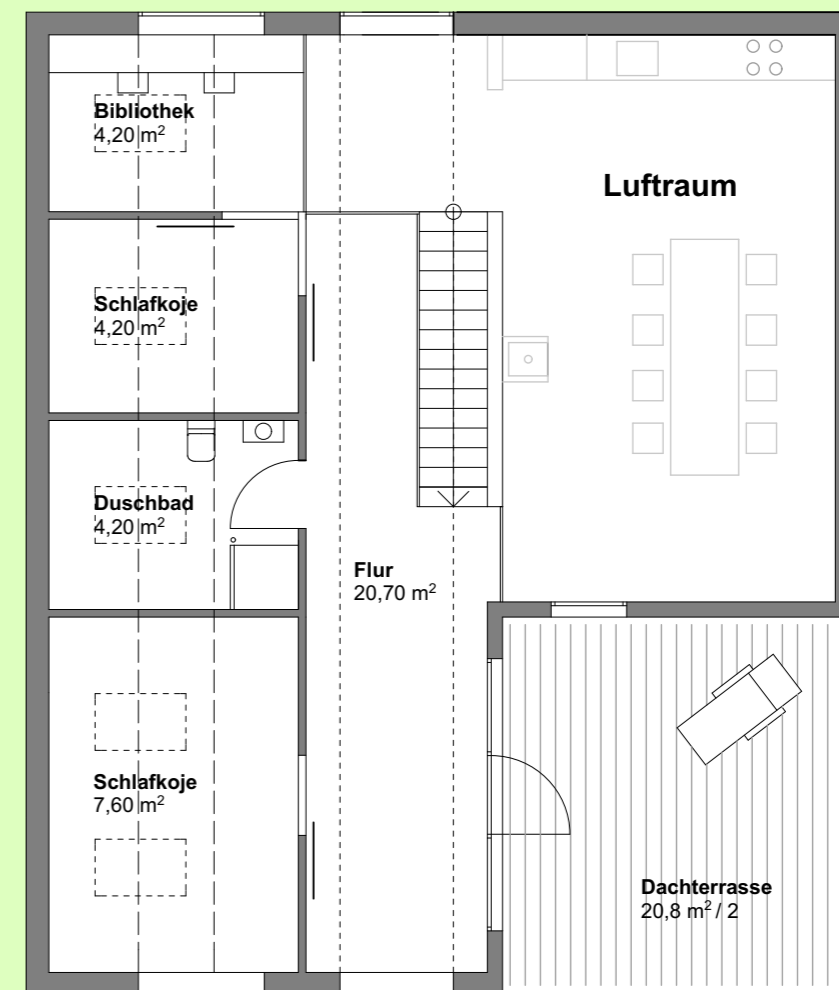 Bibliothek
4,20 m²
Luftraum
Schlafkoje
4,20 m²
Duschbad
4,20 m²
Flur
20,70 m²
Schlafkoje
7,60 m²
Dachterrasse
20,8 m² / 2